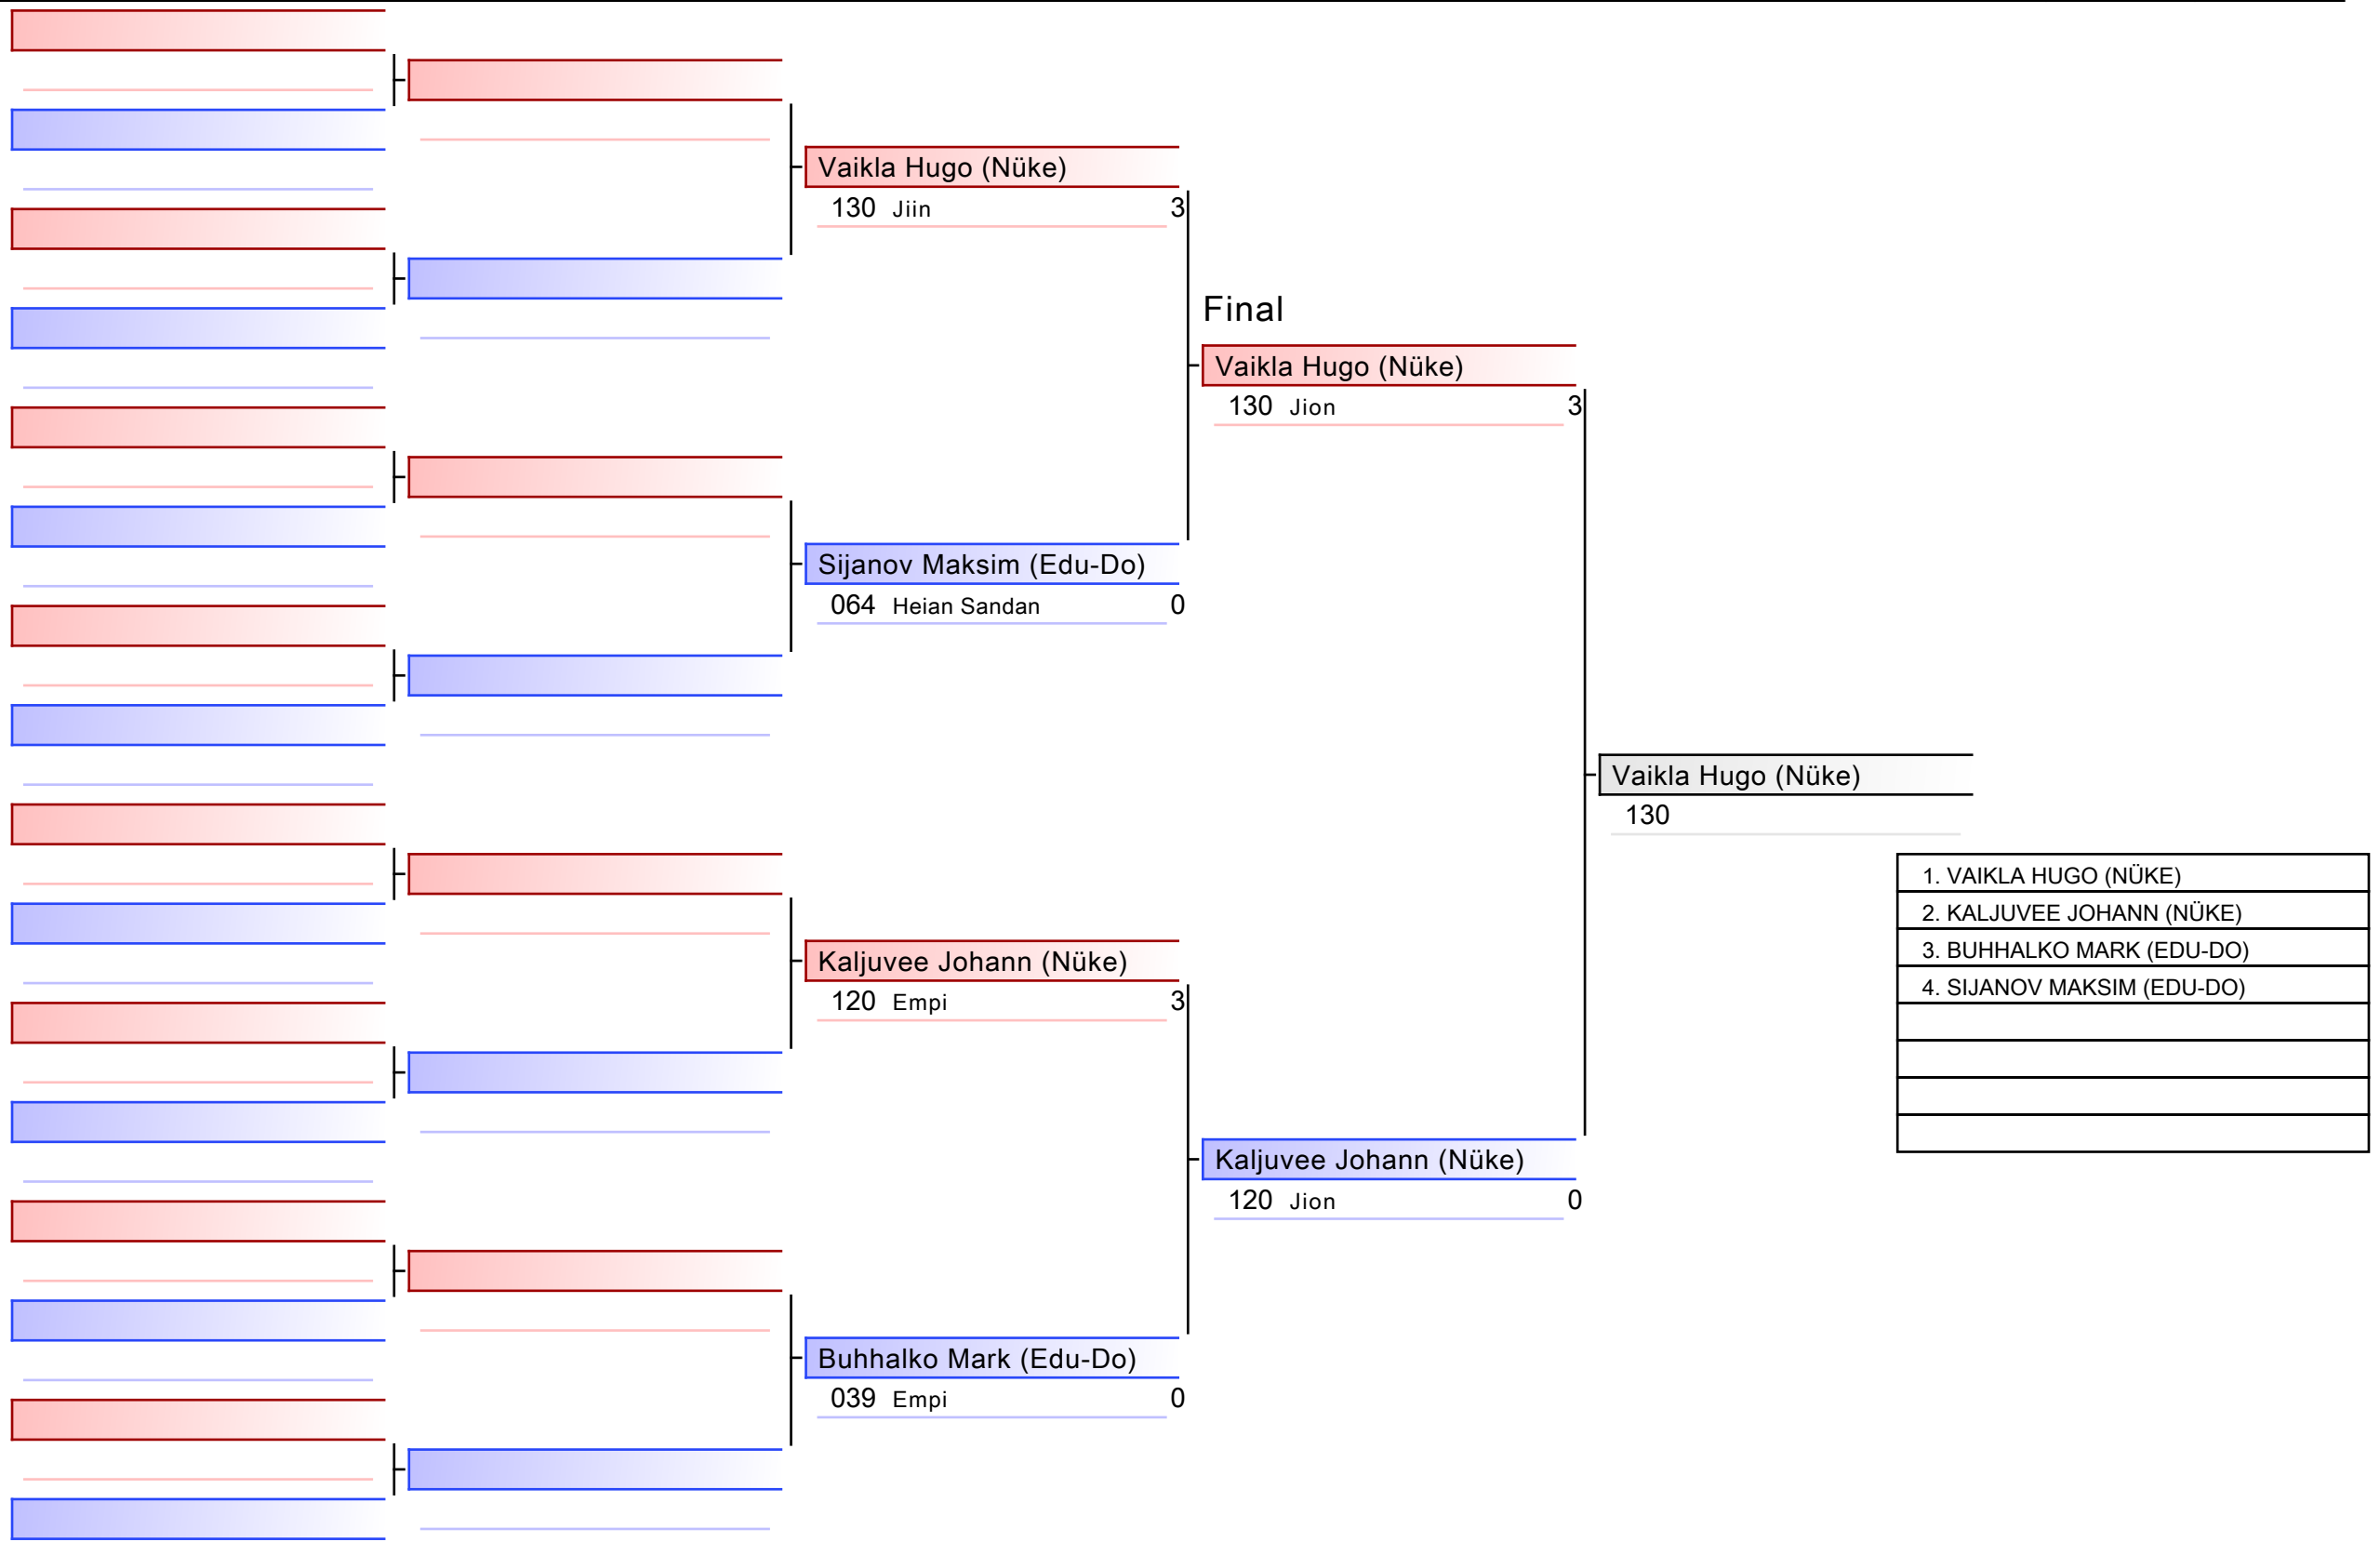 Vaikla Hugo (Nüke)
130 Jiin 3
Final
Vaikla Hugo (Nüke)
130 Jion 3
Sijanov Maksim (Edu-Do)
064 Heian Sandan 0
Vaikla Hugo (Nüke)
130
1. VAIKLA HUGO (NÜKE)
2. KALJUVEE JOHANN (NÜKE)
3. BUHHALKO MARK (EDU-DO)
4. SIJANOV MAKSIM (EDU-DO)
Kaljuvee Johann (Nüke)
120 Empi 3
Kaljuvee Johann (Nüke)
120 Jion 0
Buhhalko Mark (Edu-Do)
039 Empi 0